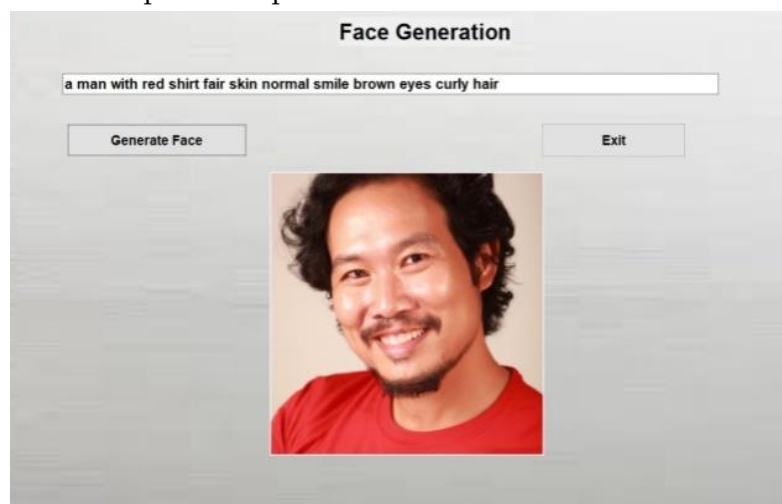 Face Generation
a man with red shirt fair skin normal smile brown eyes curly hair
Generate Face
Exit